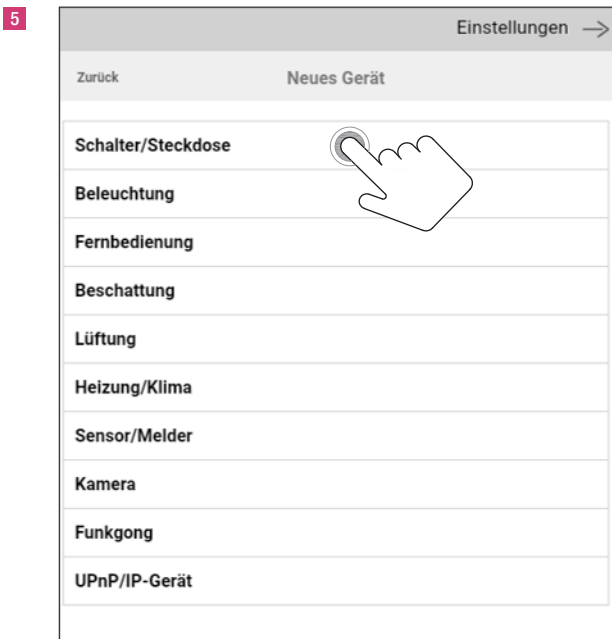 5
Einstellungen
Zurück Neues Gerät
Schalter/Steckdose
Beleuchtung
Fernbedienung
Beschattung
Lüftung
Heizung/Klima
Sensor/Melder
Kamera
Funkgong
UPnP/IP-Gerät